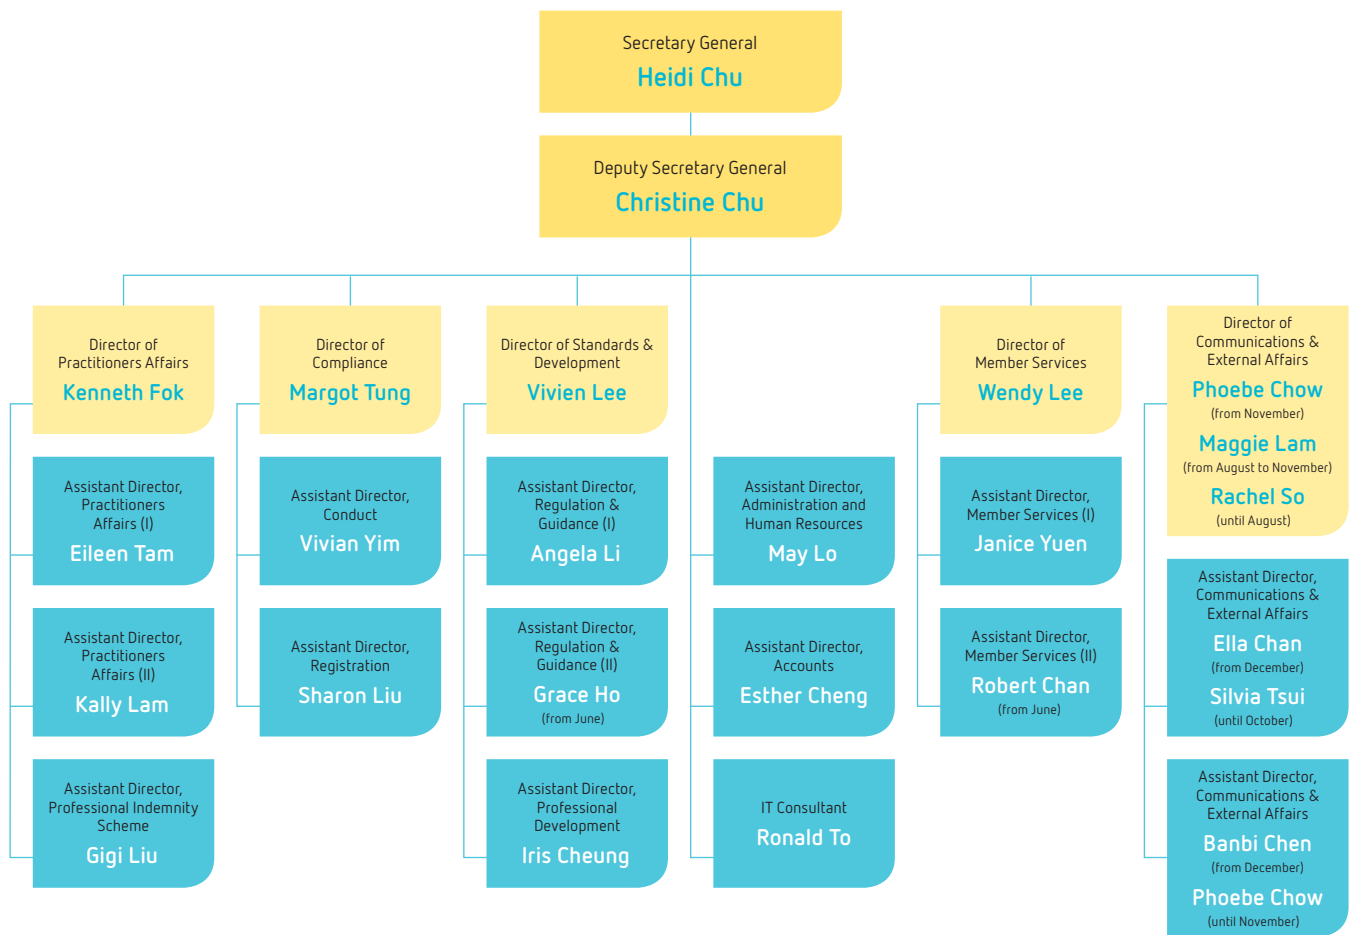 Secretary General
Heidi Chu
Deputy Secretary General
Christine Chu
Director of
Practitioners Affairs
Kenneth Fok
Assistant Director,
Practitioners
Affairs (I)
Eileen Tam
Assistant Director,
Practitioners
Affairs (II)
Kally Lam
Assistant Director,
Professional Indemnity
Scheme
Gigi Liu
Director of
Compliance
Margot Tung
Assistant Director,
Conduct
Vivian Yim
Assistant Director,
Registration
Sharon Liu
Director of Standards &
Development
Vivien Lee
Assistant Director,
Regulation &
Guidance (I)
Angela Li
Assistant Director,
Regulation &
Guidance (II)
Grace Ho
(from June)
Assistant Director,
Professional
Development
Iris Cheung
Assistant Director,
Administration and
Human Resources
May Lo
Assistant Director,
Accounts
Esther Cheng
IT Consultant
Ronald To
Director of
Member Services
Wendy Lee
Assistant Director,
Member Services (I)
Janice Yuen
Assistant Director,
Member Services (II)
Robert Chan
(from June)
Director of
Communications &
External Affairs
Phoebe Chow
(from November)
Maggie Lam
(from August to November)
Rachel So
(until August)
Assistant Director,
Communications &
External Affairs
Ella Chan
(from December)
Silvia Tsui
(until October)
Assistant Director,
Communications &
External Affairs
Banbi Chen
(from December)
Phoebe Chow
(until November)